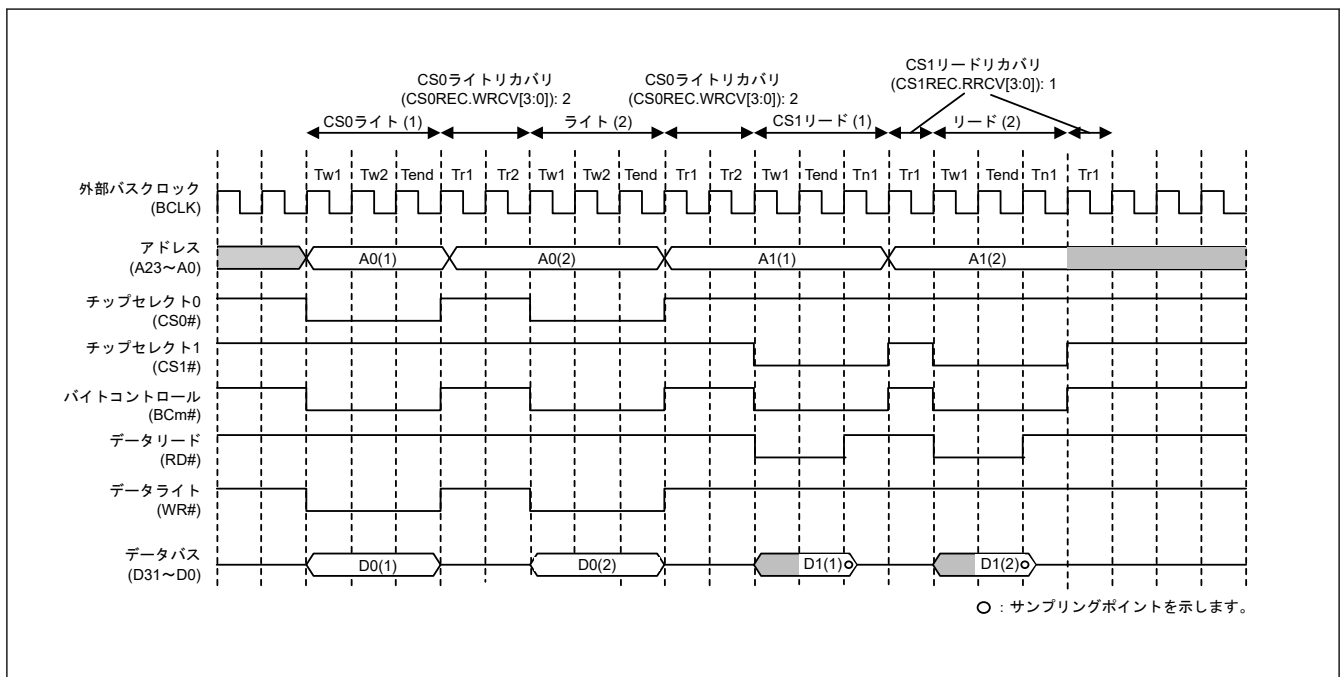 CS0ライトリカバリ
(CS0REC.WRCV[3:0]): 2
CS0ライトリカバリ
(CS0REC.WRCV[3:0]): 2
CS1リードリカバリ
(CS1REC.RRCV[3:0]): 1
CS0ライト (1)
ライト (2)
CS1リード (1)
リード (2)
Tw1 Tw2 Tend Tr1 Tr2 Tw1 Tw2 Tend Tr1 Tr2 Tw1 Tend Tn1 Tr1 Tw1 Tend Tn1 Tr1
外部バスクロック
(BCLK)
アドレス
(A23～A0)
A0(1) A0(2) A1(1) A1(2)
チップセレクト0
(CS0#)
チップセレクト1
(CS1#)
バイトコントロール
(BCm#)
データリード
(RD#)
データライト
(WR#)
データバス
(D31～D0)
D0(1) D0(2) D1(1) D1(2)
：サンプリングポイントを示します。